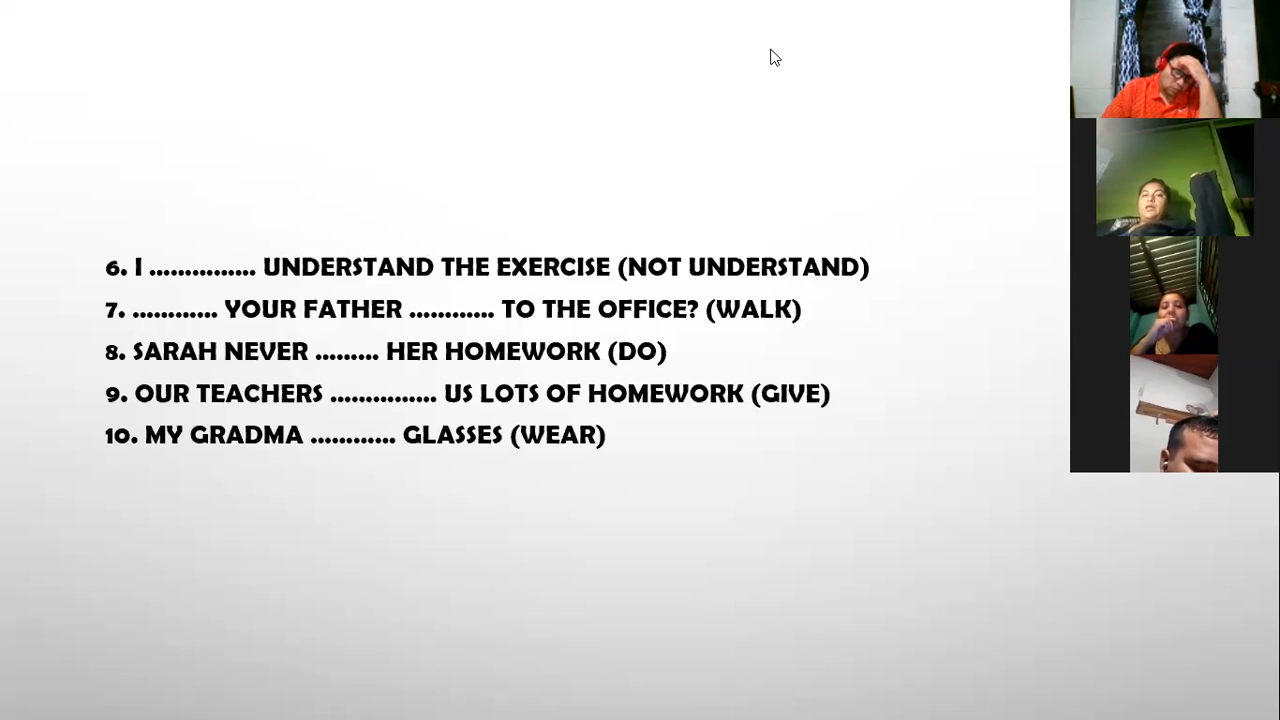 6. I ............... UNDERSTAND THE EXERCISE (NOT UNDERSTAND)
7. ............ YOUR FATHER ............ TO THE OFFICE? (WALK)
8. SARAH NEVER ......... HER HOMEWORK (DO)
9. OUR TEACHERS ............... US LOTS OF HOMEWORK (GIVE)
10. MY GRADMA ............ GLASSES (WEAR)